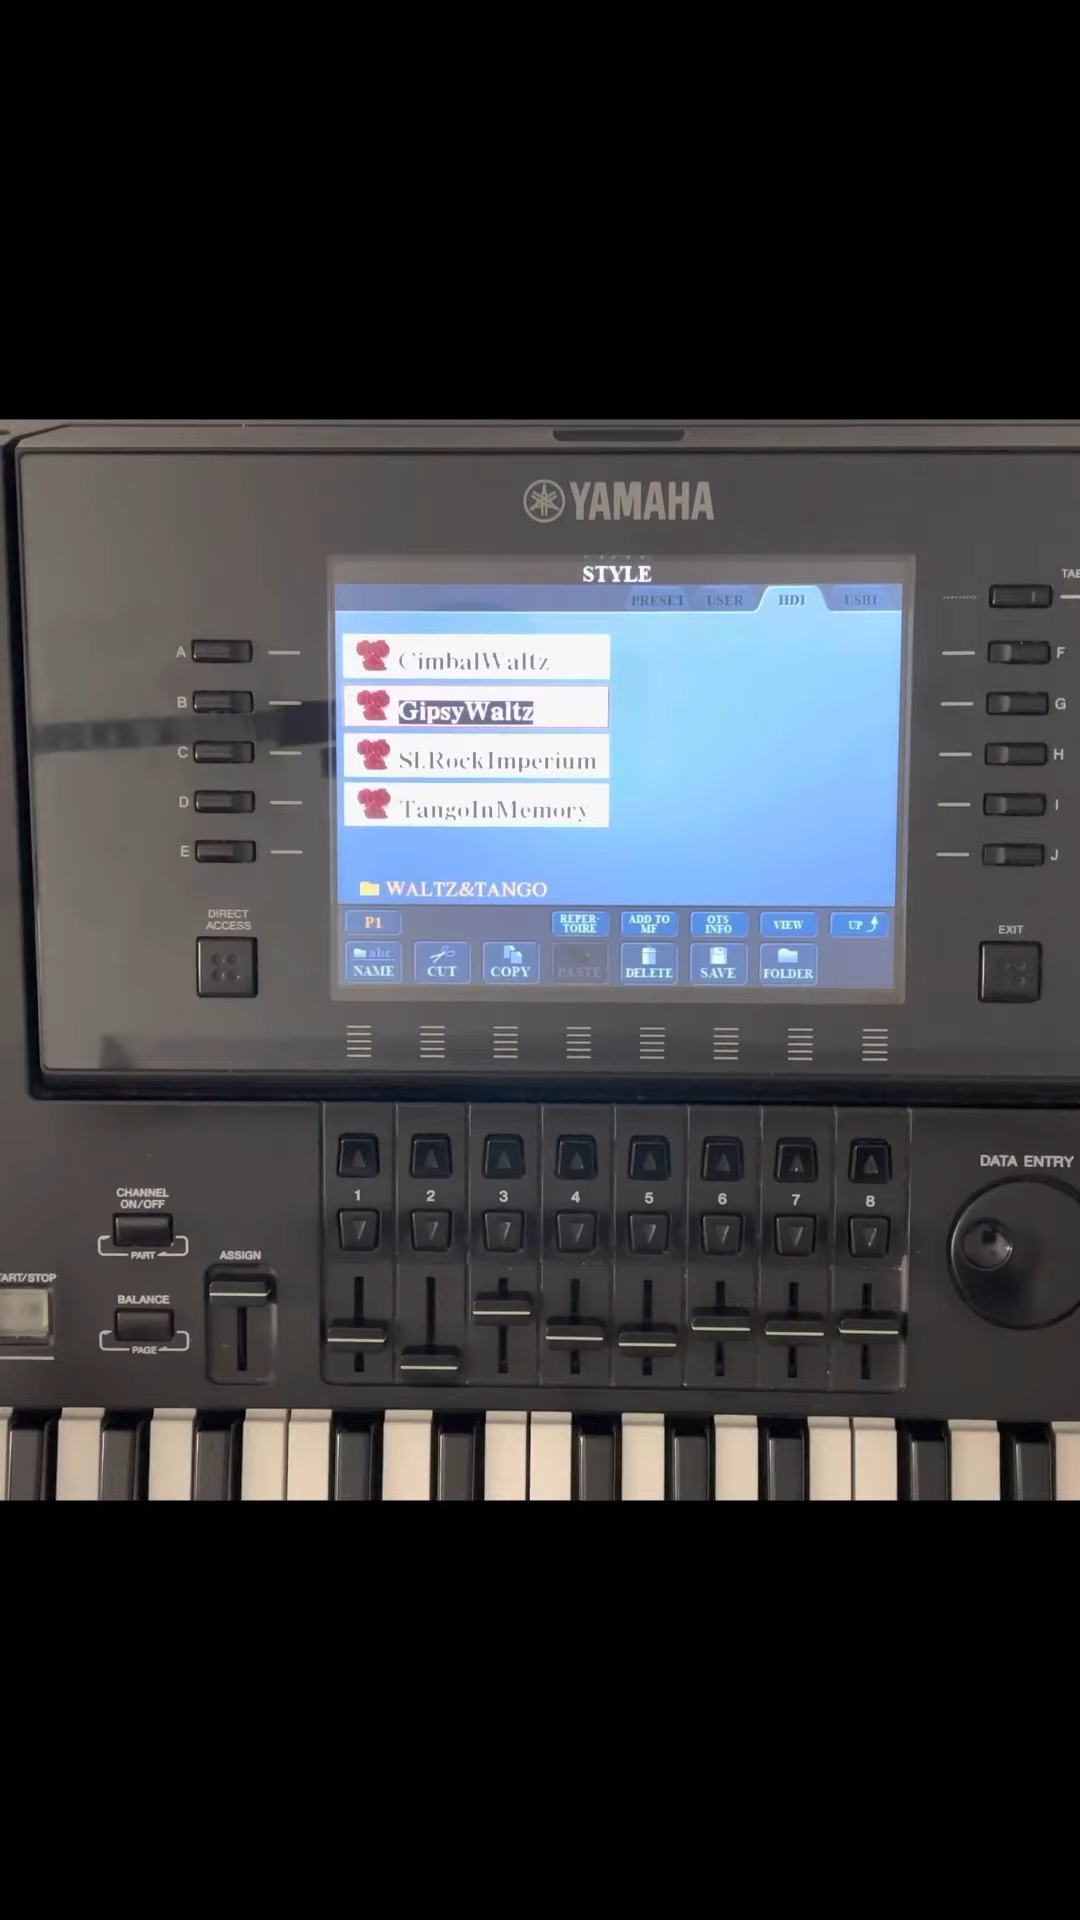 YAMAHA
STYLE
PRESET USER HD1 USB1
CimbalWaltz
GipsyWaltz
SLRockImperium
TangoInMemory
WALTZ&TANGO
P1
REPER-
TOIRE
ADD TO
MF
OTS
INFO
VIEW
UP
abc
NAME
CUT
COPY
PASTE
DELETE
SAVE
FOLDER
A
B
C
D
E
DIRECT
ACCESS
F
G
H
I
J
EXIT
1 2 3 4 5 6 7 8
DATA ENTRY
CHANNEL
ON/OFF
PART
ASSIGN
BALANCE
PAGE